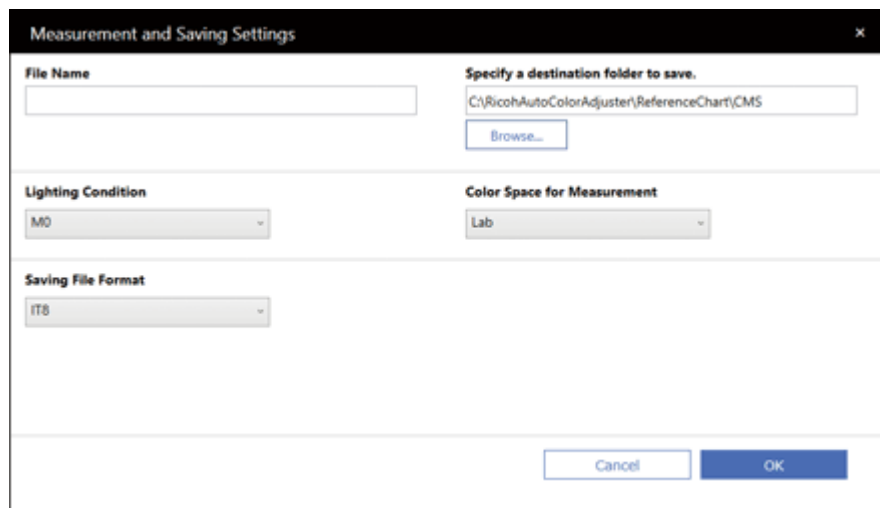 Measurement and Saving Settings
File Name
Specify a destination folder to save.
C:\RicohAutoColorAdjuster\ReferenceChart\CMS
Browse...
Lighting Condition
Color Space for Measurement
M0
Lab
Saving File Format
IT8
Cancel
OK